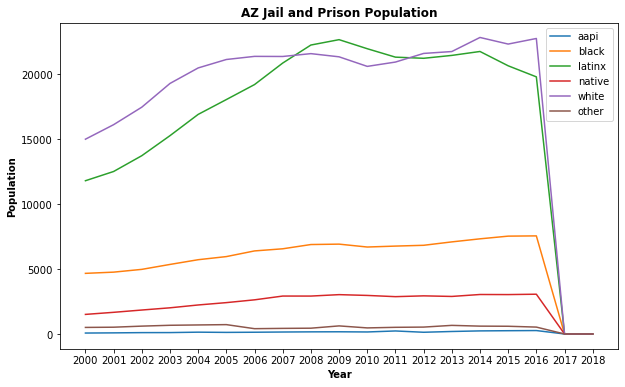 AZ Jail and Prison Population
aapi
black
latinx
native
white
other
20000
15000
10000
5000
0
Population
2000 2001 2002 2003 2004 2005 2006 2007 2008 2009 2010 2011 2012 2013 2014 2015 2016 2017 2018
Year